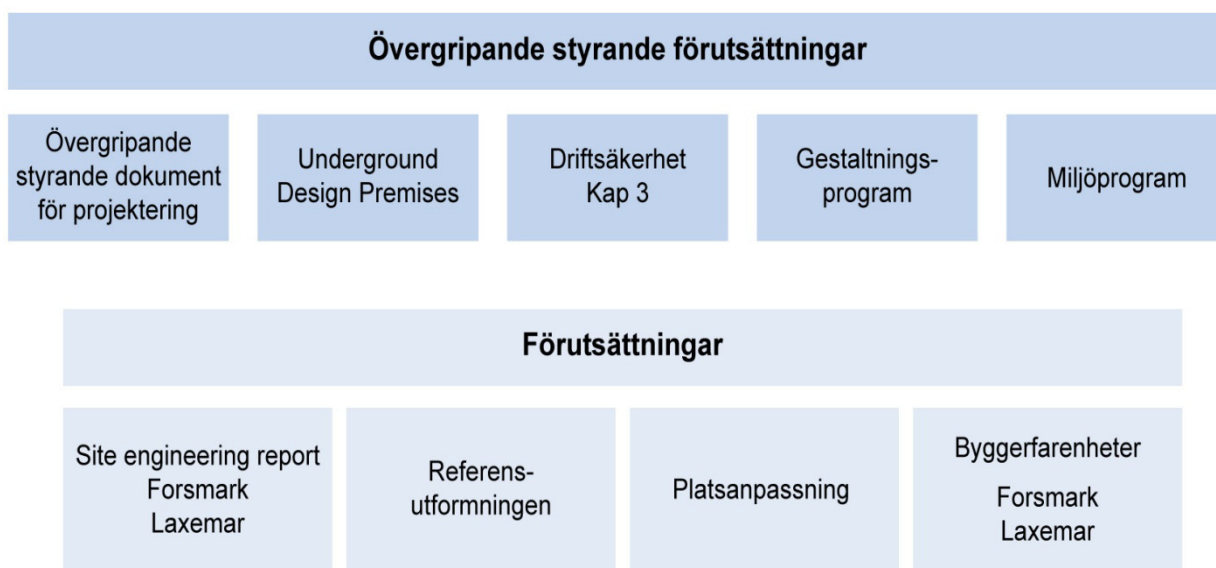 Övergripande styrande förutsättningar
Övergripande
styrande dokument
för projektering
Underground
Design Premises
Driftsäkerhet
Kap 3
Gestaltnings-
program
Miljöprogram
Förutsättningar
Site engineering report
Forsmark
Laxemar
Referens-
utformningen
Platsanpassning
Byggerfarenheter
Forsmark
Laxemar